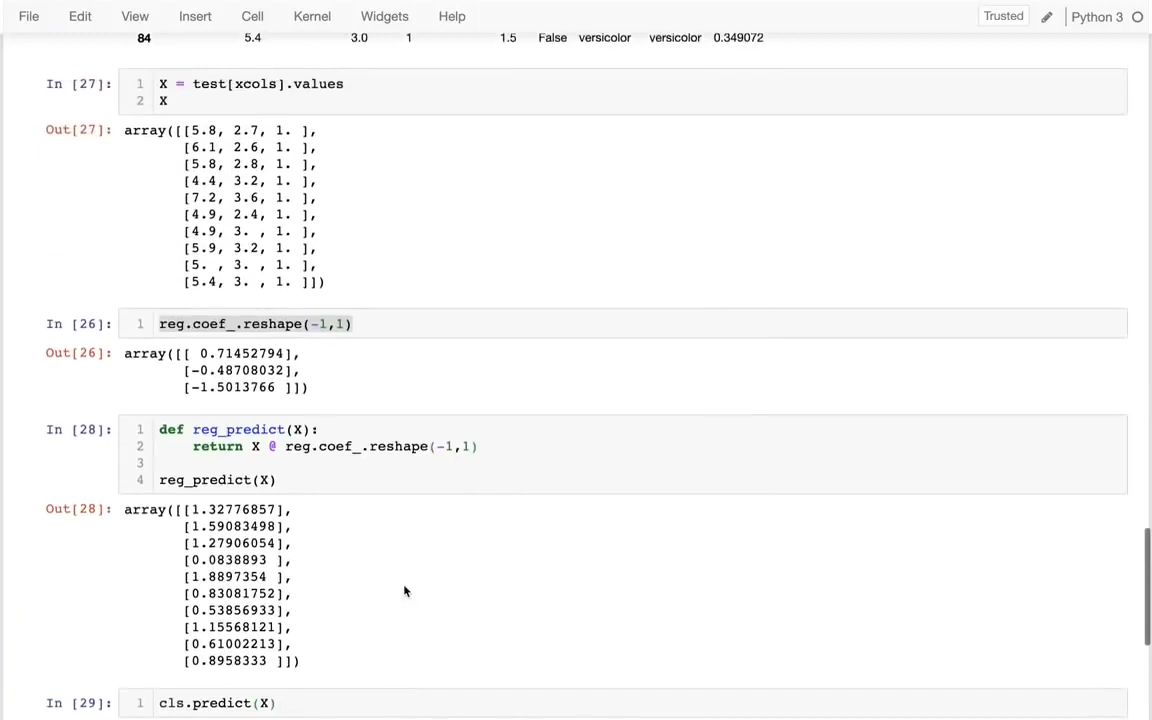 File Edit View Insert Cell Kernel Widgets Help Trusted Python 3
84 5.4 3.0 1 1.5 False versicolor versicolor 0.349072
In [27]: 1 X = test[xcols].values
2 X
Out[27]: array([[5.8, 2.7, 1. ],
[6.1, 2.6, 1. ],
[5.8, 2.8, 1. ],
[4.4, 3.2, 1. ],
[7.2, 3.6, 1. ],
[4.9, 2.4, 1. ],
[4.9, 3. , 1. ],
[5.9, 3.2, 1. ],
[5. , 3. , 1. ],
[5.4, 3. , 1. ]])
In [26]: 1 reg.coef_.reshape(-1,1)
Out[26]: array([[ 0.71452794],
[-0.48708032],
[-1.5013766 ]])
In [28]: 1 def reg_predict(X):
2 return X @ reg.coef_.reshape(-1,1)
3
4 reg_predict(X)
Out[28]: array([[1.32776857],
[1.59083498],
[1.27906054],
[0.0838893 ],
[1.8897354 ],
[0.83081752],
[0.53856933],
[1.15568121],
[0.61002213],
[0.8958333 ]])
In [29]: 1 cls.predict(X)